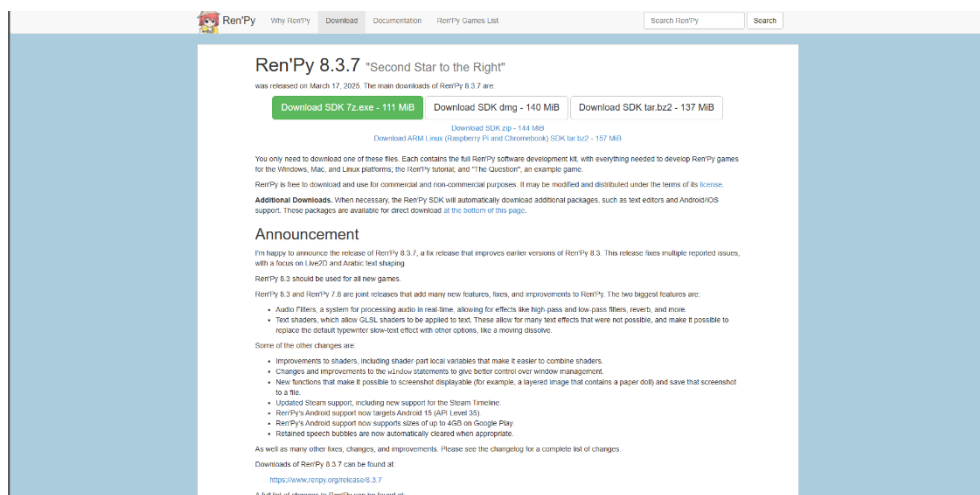 Ren'Py Why Ren'Py Download Documentation Ren'Py Games List Search Ren'Py Search
Ren'Py 8.3.7 "Second Star to the Right"
was released on March 17, 2025. The main downloads of Ren'Py 8.3.7 are:
Download SDK 7z.exe - 111 MiB Download SDK dmg - 140 MiB Download SDK tar.bz2 - 137 MiB
Download SDK zip - 144 MiB
Download ARM Linux (Raspberry Pi and Chromebook) SDK tar.bz2 - 157 MiB
You only need to download one of these files. Each contains the full Ren'Py software development kit, with everything needed to develop Ren'Py games
for the Windows, Mac, and Linux platforms; the Ren'Py tutorial; and "The Question", an example game.
Ren'Py is free to download and use for commercial and non-commercial purposes. It may be modified and distributed under the terms of its license.
Additional Downloads. When necessary, the Ren'Py SDK will automatically download additional packages, such as text editors and Android/iOS
support. These packages are available for direct download at the bottom of this page.
Announcement
I'm happy to announce the release of Ren'Py 8.3.7, a fix release that improves earlier versions of Ren'Py 8.3. This release fixes multiple reported issues,
with a focus on Live2D and Arabic text shaping.
Ren'Py 8.3 should be used for all new games.
Ren'Py 8.3 and Ren'Py 7.8 are joint releases that add many new features, fixes, and improvements to Ren'Py. The two biggest features are:
• Audio Filters, a system for processing audio in real-time, allowing for effects like high-pass and low-pass filters, reverb, and more.
• Text shaders, which allow GLSL shaders to be applied to text. These allow for many text effects that were not possible, and make it possible to
replace the default typewriter slow-text effect with other options, like a moving dissolve.
Some of the other changes are:
• Improvements to shaders, including shader-part local variables that make it easier to combine shaders.
• Changes and improvements to the window statements to give better control over window management.
• New functions that make it possible to screenshot displayable (for example, a layered image that contains a paper doll) and save that screenshot
to a file.
• Updated Steam support, including new support for the Steam Timeline.
• Ren'Py's Android support now targets Android 15 (API Level 35).
• Ren'Py's Android support now supports sizes of up to 4GB on Google Play.
• Retained speech bubbles are now automatically cleared when appropriate.
As well as many other fixes, changes, and improvements. Please see the changelog for a complete list of changes.
Downloads of Ren'Py 8.3.7 can be found at:
https://www.renpy.org/release/8.3.7
A full list of changes to Ren'Py can be found at: